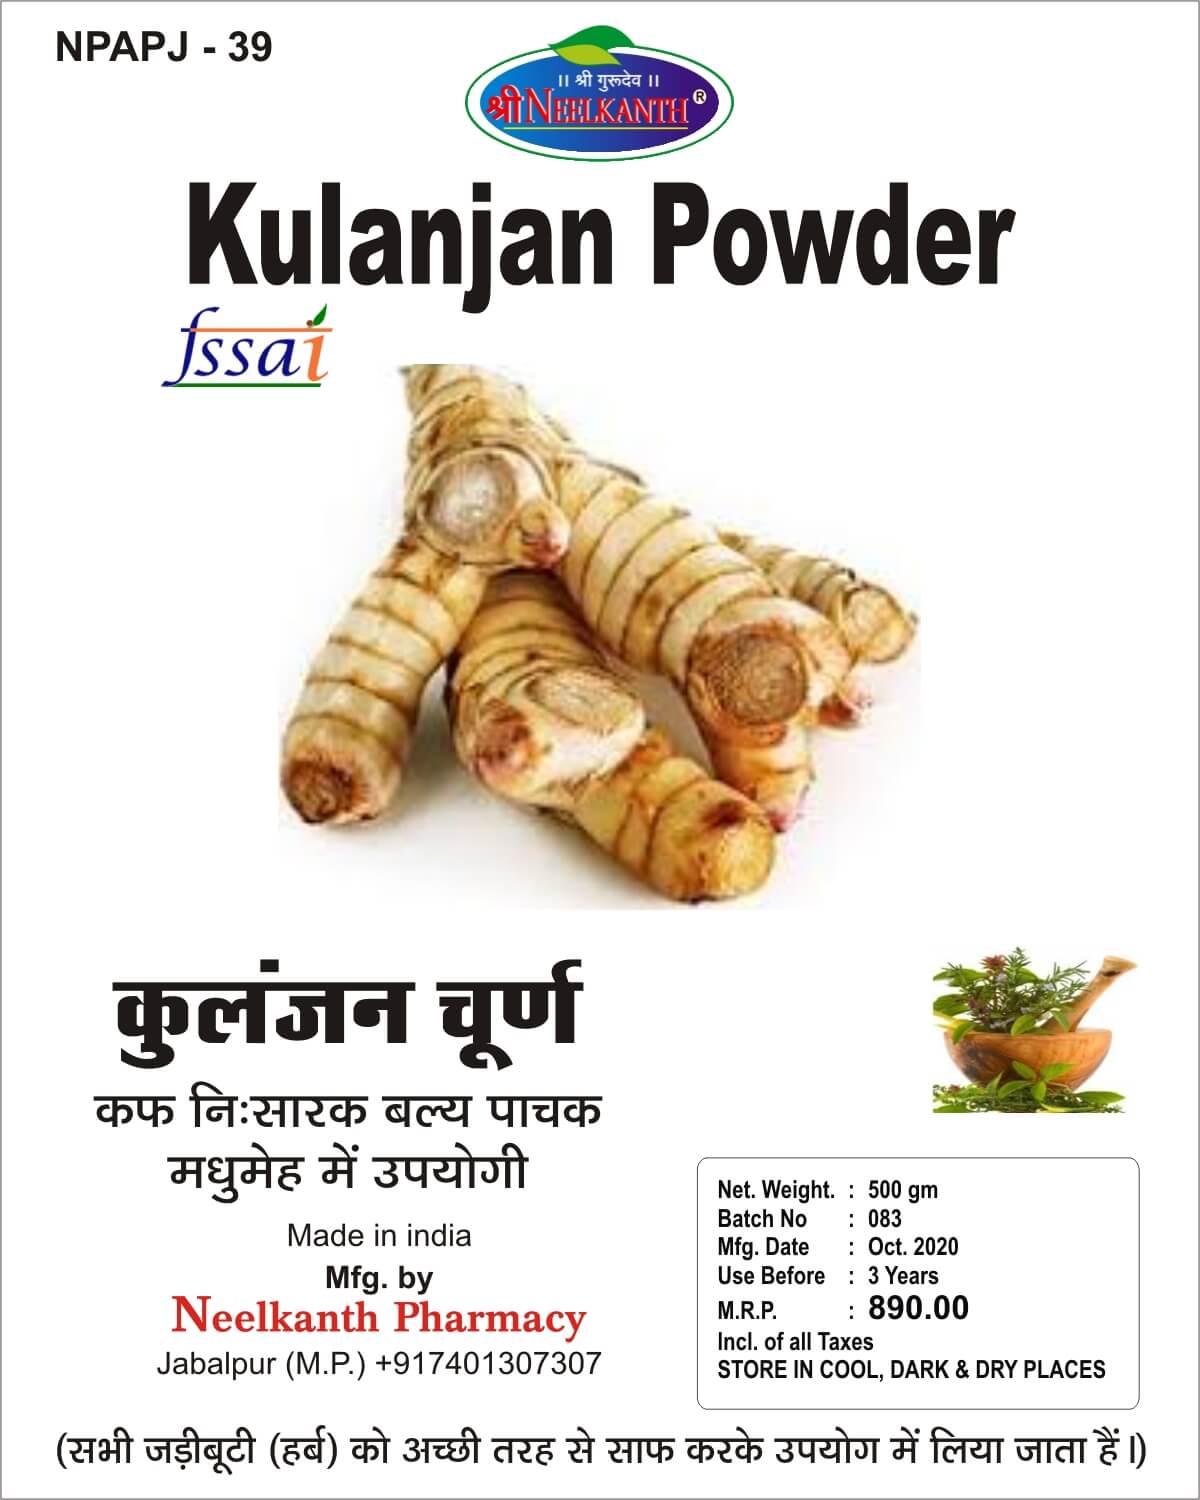 NPAPJ - 39
।। श्री गुरूदेव ।।
श्री NEELKANTH ®
Kulanjan Powder
fssai
कुलंजन चूर्ण
कफ निःसारक बल्य पाचक
मधुमेह में उपयोगी
Made in india
Mfg. by
Neelkanth Pharmacy
Jabalpur (M.P.) +917401307307
Net. Weight. : 500 gm
Batch No : 083
Mfg. Date : Oct. 2020
Use Before : 3 Years
M.R.P. : 890.00
Incl. of all Taxes
STORE IN COOL, DARK & DRY PLACES
(सभी जड़ीबूटी (हर्ब) को अच्छी तरह से साफ करके उपयोग में लिया जाता हैं।)